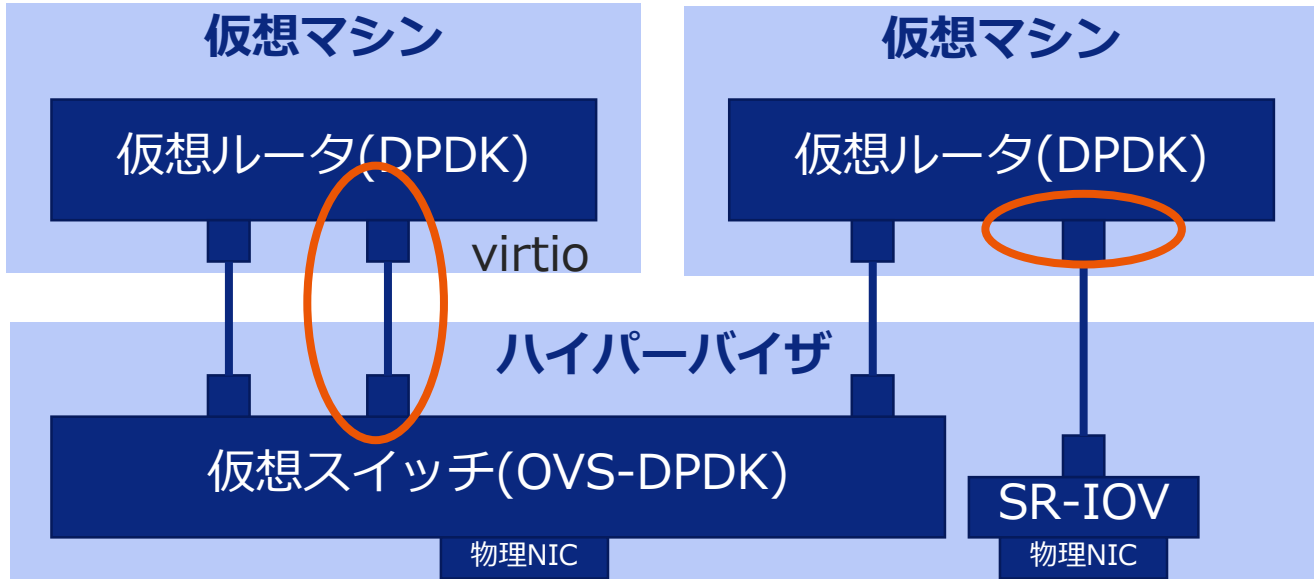 仮想マシン
仮想マシン
仮想ルータ(DPDK)
仮想ルータ(DPDK)
virtio
ハイパーバイザ
仮想スイッチ(OVS-DPDK)
SR-IOV
物理NIC
物理NIC